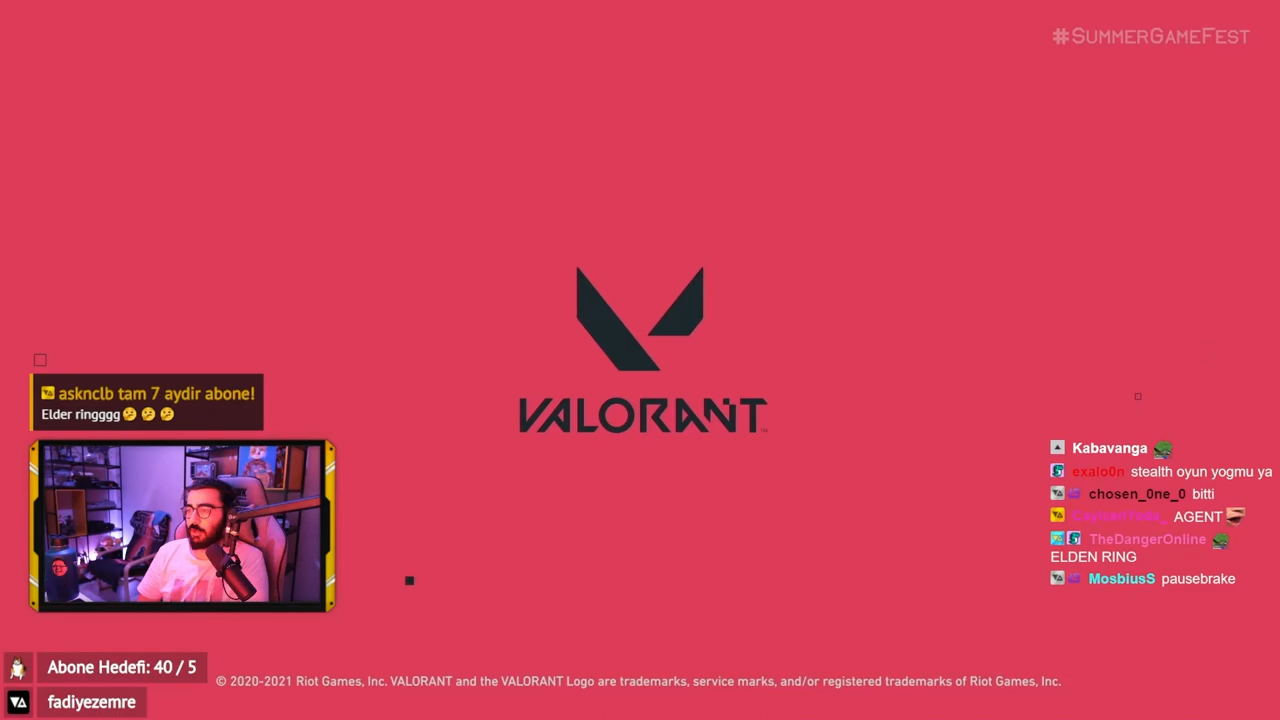 #SUMMERGAMEFEST
VALORANT
asknclb tam 7 aydir abone!
Elder ringggg
Kabavanga
exalo0n stealth oyun yogmu ya
chosen_0ne_0 bitti
AGENT
TheDangerOnline
ELDEN RING
MosbiusS pausebrake
Abone Hedefi: 40 / 5
© 2020-2021 Riot Games, Inc. VALORANT and the VALORANT Logo are trademarks, service marks, and/or registered trademarks of Riot Games, Inc.
fadiyezemre